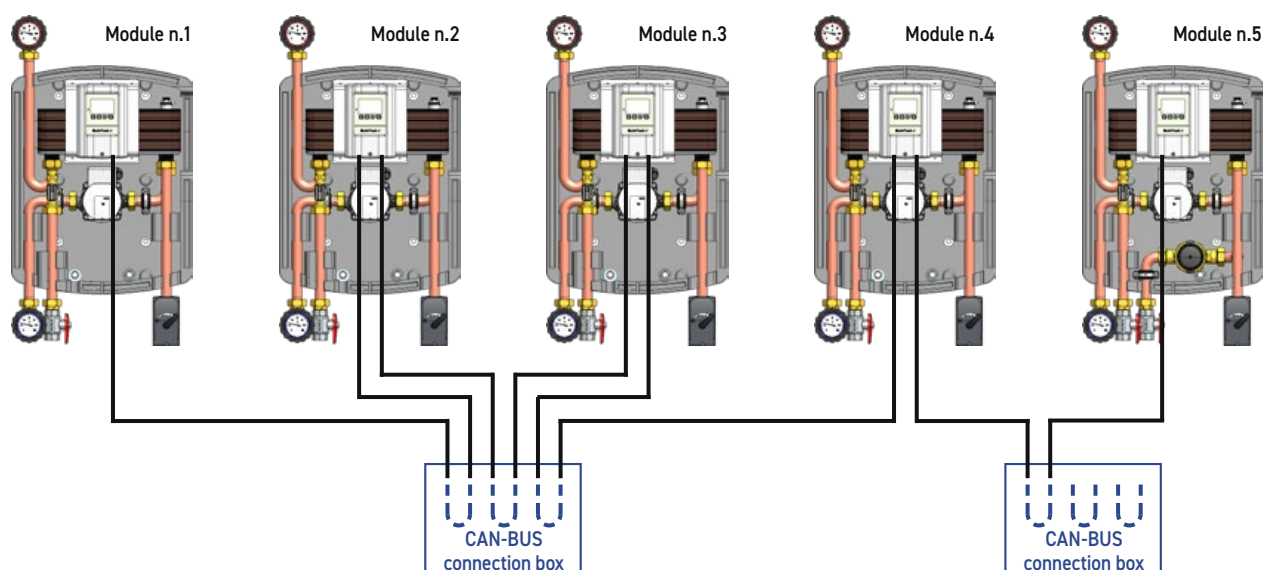 Module n.1
Module n.2
Module n.3
Module n.4
Module n.5
CAN-BUS
connection box
CAN-BUS
connection box